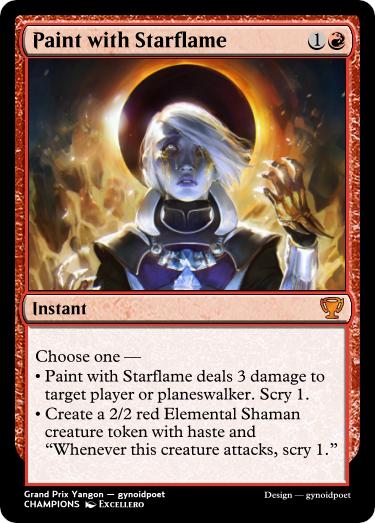 Paint with Starflame 1
Instant
Choose one —
• Paint with Starflame deals 3 damage to
target player or planeswalker. Scry 1.
• Create a 2/2 red Elemental Shaman
creature token with haste and
“Whenever this creature attacks, scry 1.”
Grand Prix Yangon — gynoidpoet
Design — gynoidpoet
CHAMPIONS Excellero